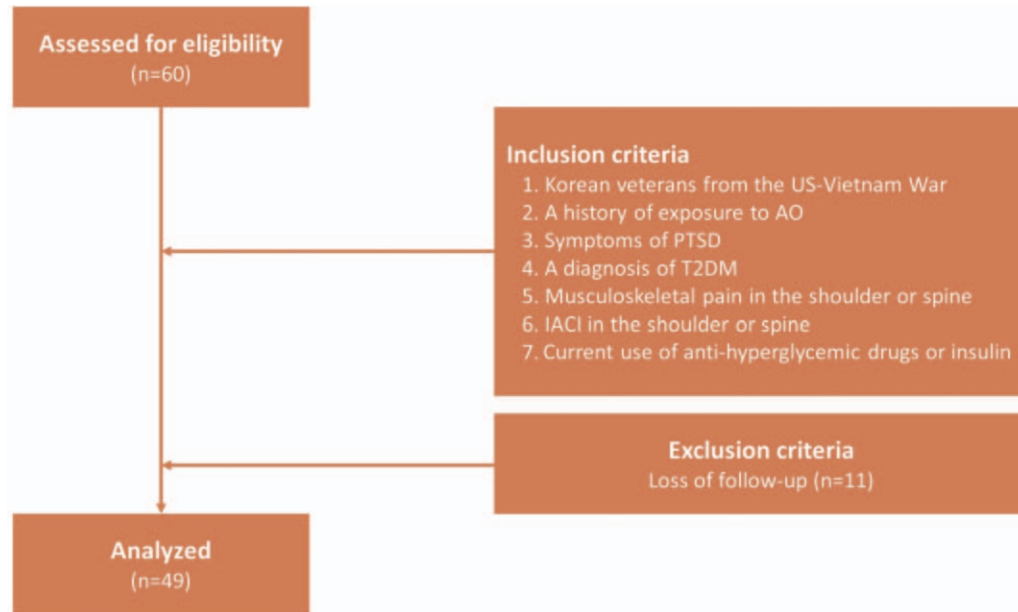 Assessed for eligibility
(n=60)
Inclusion criteria
1. Korean veterans from the US-Vietnam War
2. A history of exposure to AO
3. Symptoms of PTSD
4. A diagnosis of T2DM
5. Musculoskeletal pain in the shoulder or spine
6. IACI in the shoulder or spine
7. Current use of anti-hyperglycemic drugs or insulin
Exclusion criteria
Loss of follow-up (n=11)
Analyzed
(n=49)